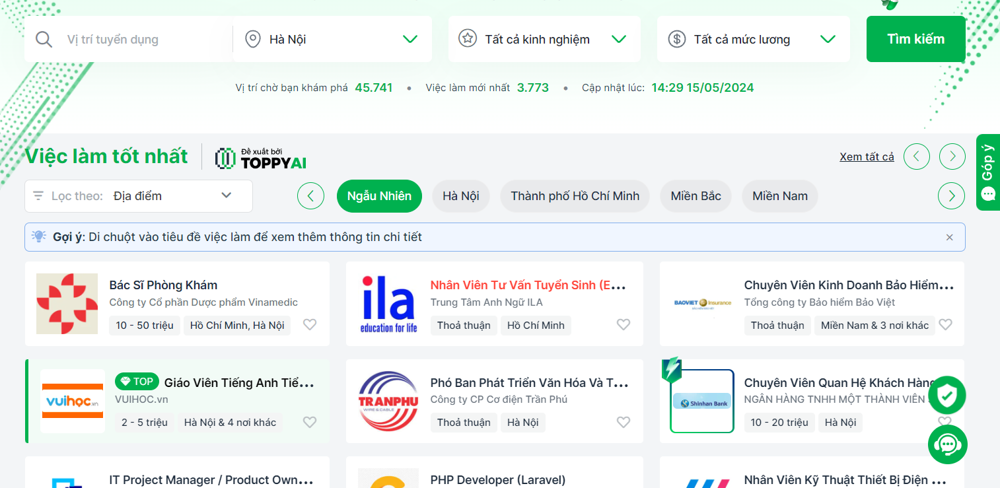 Vị trí tuyển dụng
Hà Nội
Tất cả kinh nghiệm
Tất cả mức lương
Tìm kiếm
Vị trí chờ bạn khám phá 45.741 • Việc làm mới nhất 3.773 • Cập nhật lúc: 14:29 15/05/2024
Việc làm tốt nhất
Đề xuất bởi
TOPPYAI
Xem tất cả
Góp ý
Lọc theo: Địa điểm
Ngẫu Nhiên
Hà Nội
Thành phố Hồ Chí Minh
Miền Bắc
Miền Nam
Gợi ý: Di chuột vào tiêu đề việc làm để xem thêm thông tin chi tiết
Bác Sĩ Phòng Khám
Công ty Cổ phần Dược phẩm Vinamedic
10 - 50 triệu
Hồ Chí Minh, Hà Nội
ila
education for life
Nhân Viên Tư Vấn Tuyển Sinh (E...
Trung Tâm Anh Ngữ ILA
Thoả thuận
Hồ Chí Minh
BAOVIET Insurance
Chuyên Viên Kinh Doanh Bảo Hiểm...
Tổng công ty Bảo hiểm Bảo Việt
Thoả thuận
Miền Nam & 3 nơi khác
vuihọc.vn
TOP Giáo Viên Tiếng Anh Tiể...
VUIHOC.vn
2 - 5 triệu
Hà Nội & 4 nơi khác
TRANPHU
WIRE & CABLE
Phó Ban Phát Triển Văn Hóa Và T...
Công ty CP Cơ điện Trần Phú
Thoả thuận
Hà Nội
Shinhan Bank
Chuyên Viên Quan Hệ Khách Hàng
NGÂN HÀNG TNHH MỘT THÀNH VIÊN
10 - 20 triệu
Hà Nội
IT Project Manager / Product Own...
PHP Developer (Laravel)
Nhân Viên Kỹ Thuật Thiết Bị Điện ...